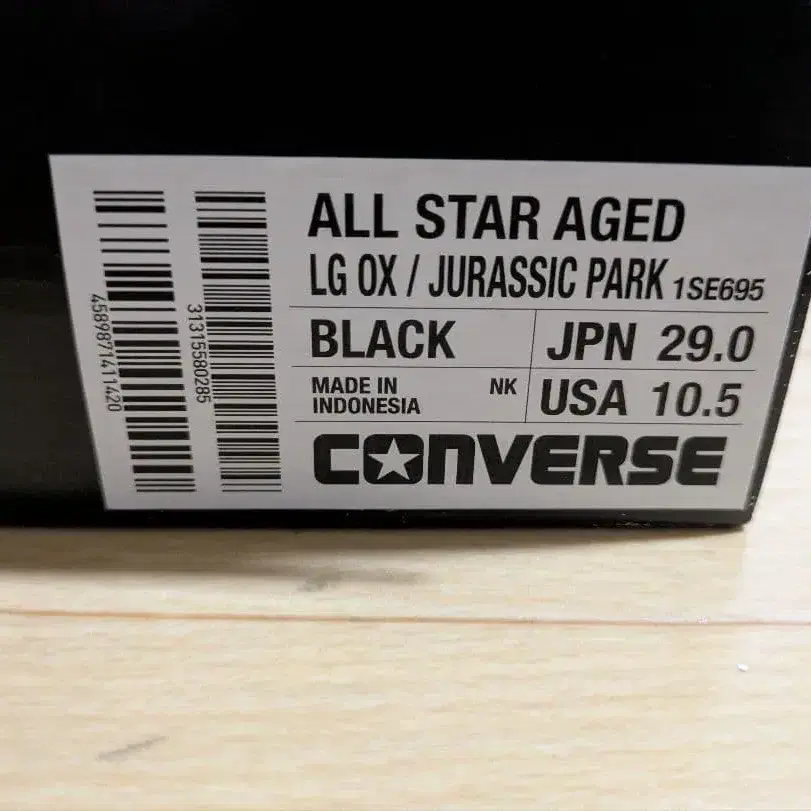 ALL STAR AGED
LG OX / JURASSIC PARK 1SE695
BLACK
JPN 29.0
MADE IN
INDONESIA
NK
USA 10.5
CONVERSE
4589871411420
31315580285